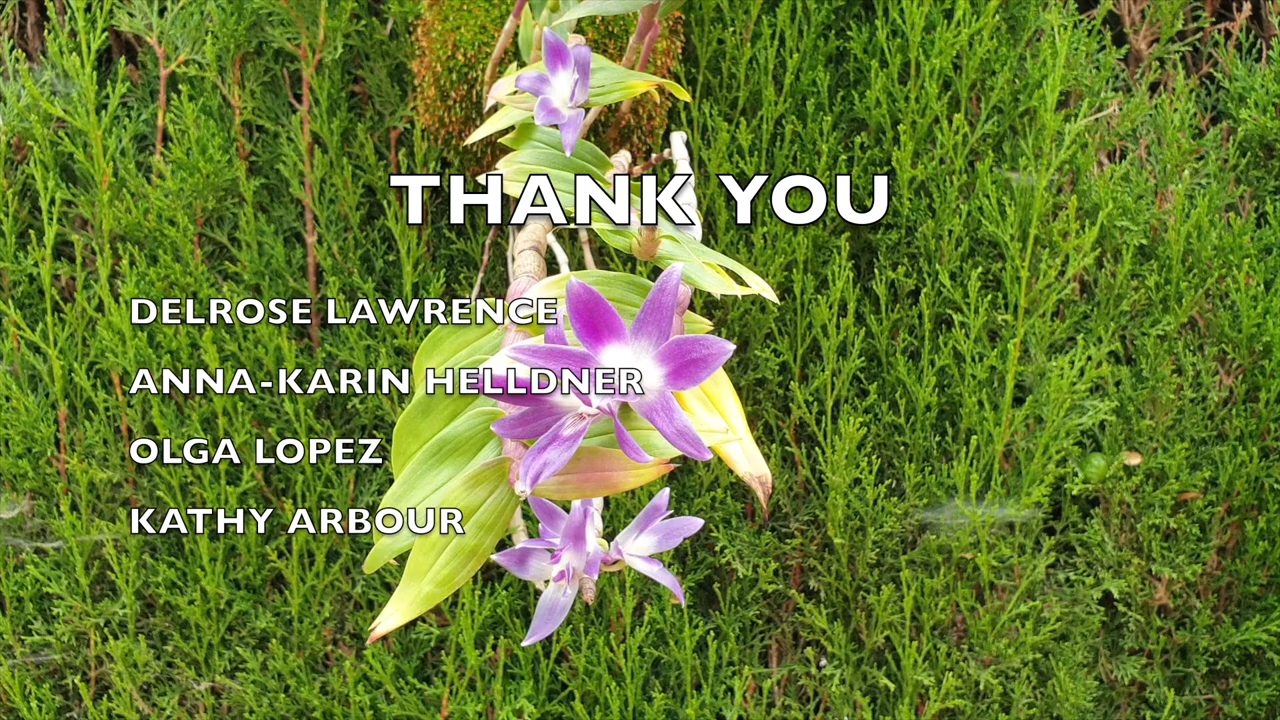 THANK YOU
DELROSE LAWRENCE
ANNA-KARIN HELLDNER
OLGA LOPEZ
KATHY ARBOUR